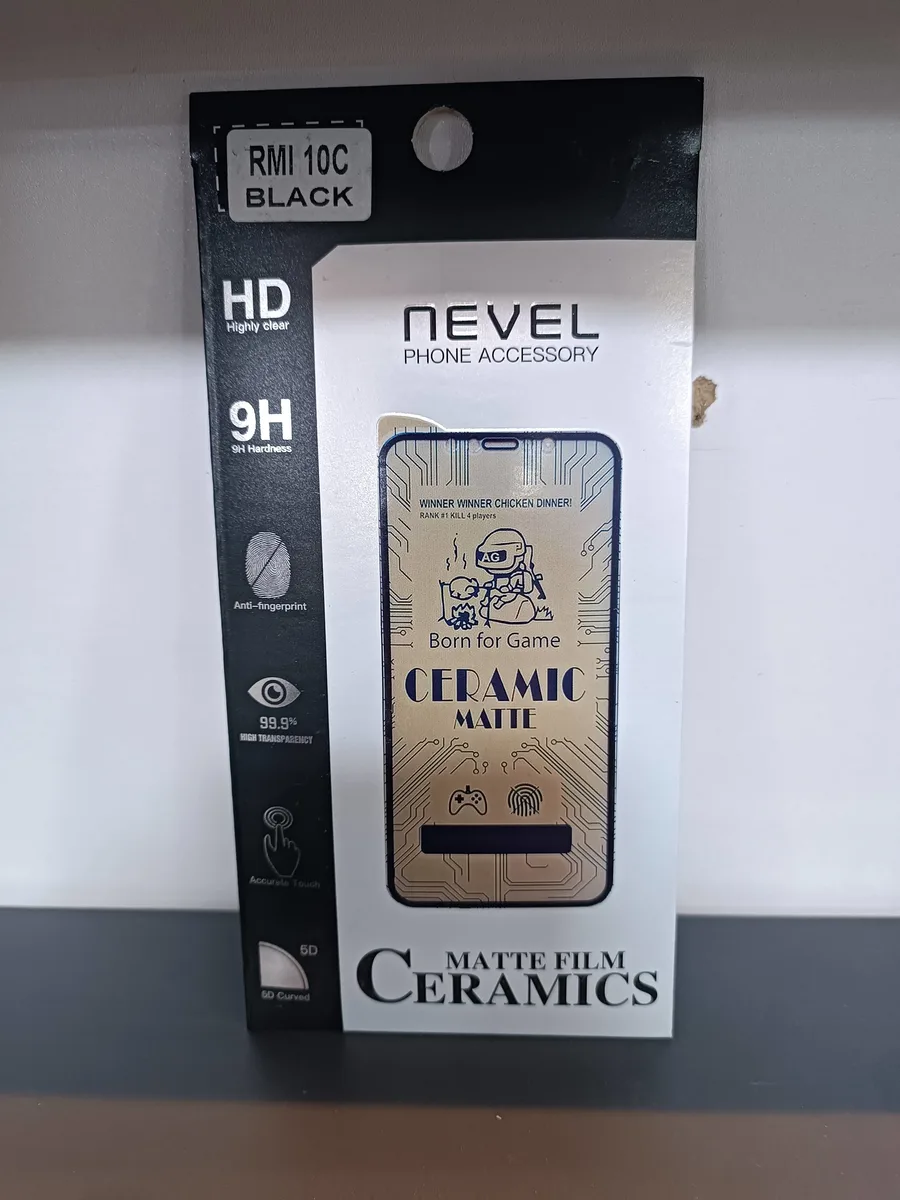 RMI 10C
BLACK
HD
Highly clear
9H
9H Hardness
Anti-fingerprint
99.9%
HIGH TRANSPARENCY
Accurate Touch
5D
5D Curved
NEVEL
PHONE ACCESSORY
WINNER WINNER CHICKEN DINNER!
RANK #1 KILL 4 players
AG
Born for Game
CERAMIC
MATTE
MATTE FILM
CERAMICS